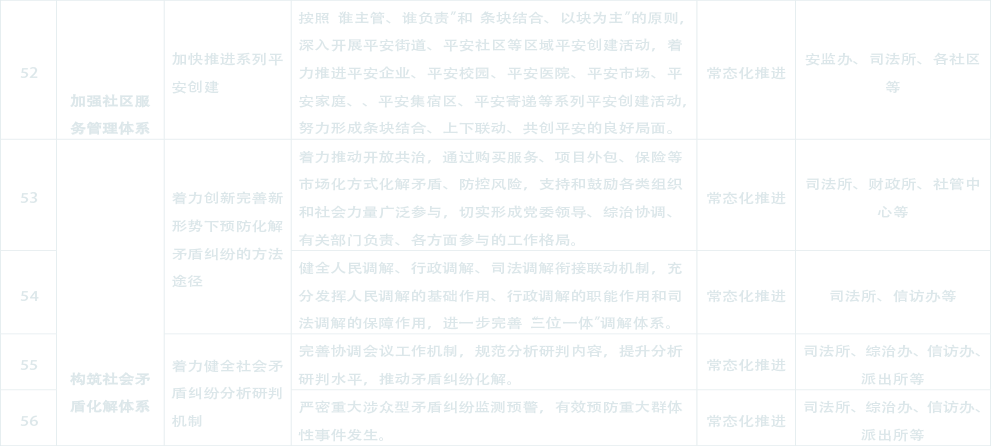 52
加强社区服
务管理体系
加快推进系列平
安创建
按照 谁主管、谁负责"和 条块结合、以块为主"的原则,
深入开展平安街道、平安社区等区域平安创建活动，着
力推进平安企业、平安校园、平安医院、平安市场、平
安家庭、、平安集宿区、平安寄递等系列平安创建活动,
努力形成条块结合、上下联动、共创平安的良好局面。
常态化推进
安监办、司法所、各社区
等
53
着力创新完善新
形势下预防化解
矛盾纠纷的方法
途径
着力推动开放共治，通过购买服务、项目外包、保险等
市场化方式化解矛盾、防控风险，支持和鼓励各类组织
和社会力量广泛参与，切实形成党委领导、综治协调、
有关部门负责、各方面参与的工作格局。
常态化推进
司法所、财政所、社管中
心等
54
健全人民调解、行政调解、司法调解衔接联动机制，充
分发挥人民调解的基础作用、行政调解的职能作用和司
法调解的保障作用，进一步完善 三位一体"调解体系。
常态化推进
司法所、信访办等
构筑社会矛
盾化解体系
55
着力健全社会矛
盾纠纷分析研判
机制
完善协调会议工作机制，规范分析研判内容，提升分析
研判水平，推动矛盾纠纷化解。
常态化推进
司法所、综治办、信访办、
派出所等
56
严密重大涉众型矛盾纠纷监测预警，有效预防重大群体
性事件发生。
常态化推进
司法所、综治办、信访办、
派出所等